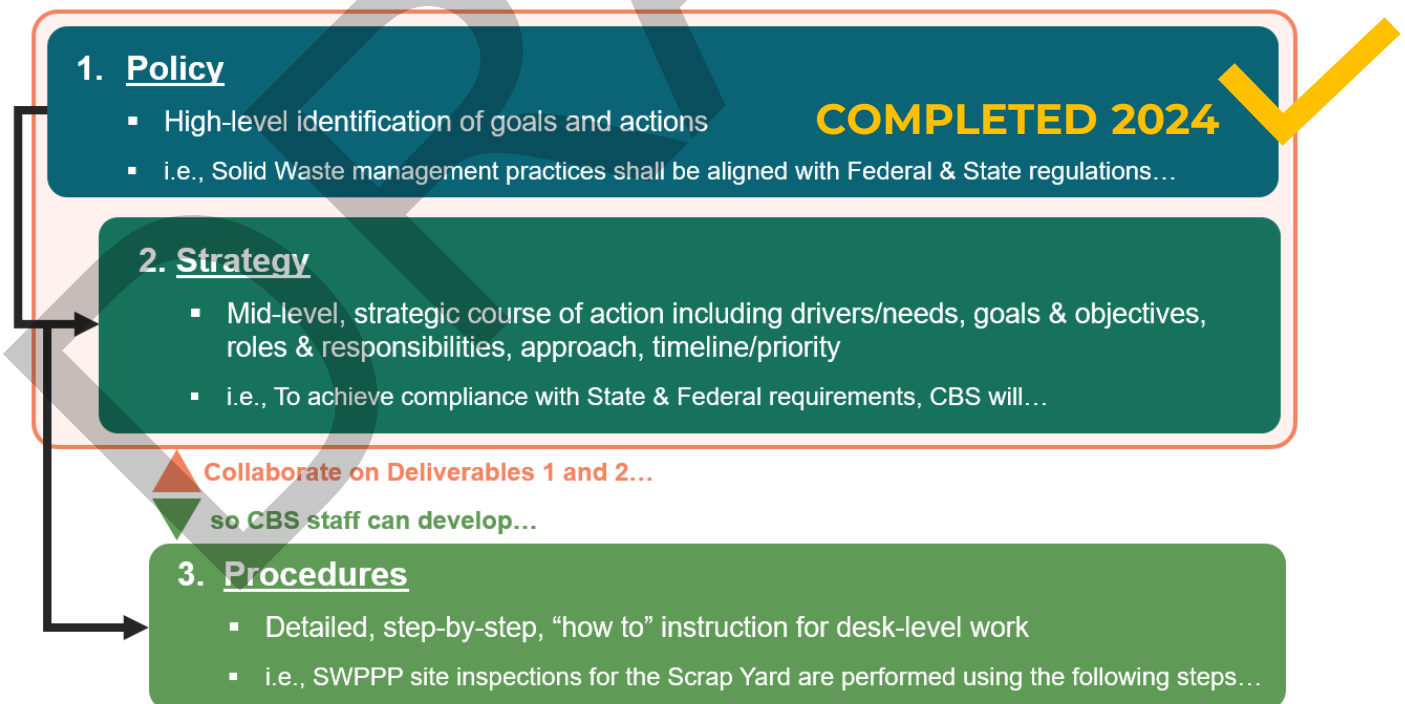 1. Policy
▪ High-level identification of goals and actions
COMPLETED 2024
▪ i.e., Solid Waste management practices shall be aligned with Federal & State regulations…
2. Strategy
▪ Mid-level, strategic course of action including drivers/needs, goals & objectives,
roles & responsibilities, approach, timeline/priority
▪ i.e., To achieve compliance with State & Federal requirements, CBS will…
Collaborate on Deliverables 1 and 2…
so CBS staff can develop…
3. Procedures
▪ Detailed, step-by-step, “how to” instruction for desk-level work
▪ i.e., SWPPP site inspections for the Scrap Yard are performed using the following steps…